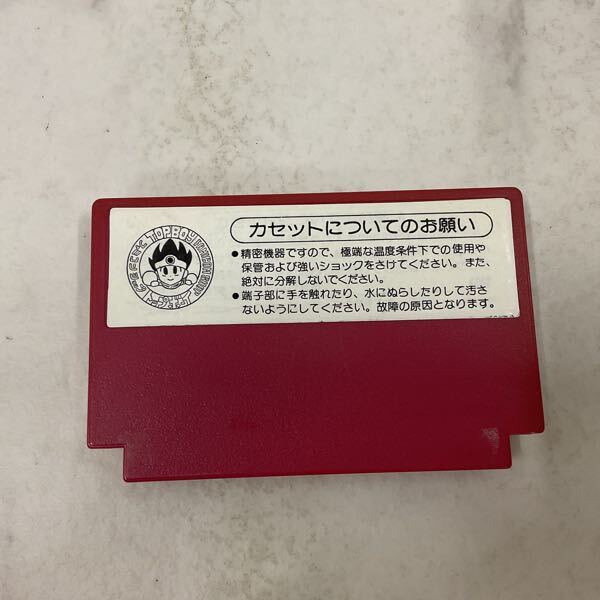 カセットについてのお願い
●精密機器ですので、極端な温度条件下での使用や
保管および強いショックをさけてください。また、
絶対に分解しないでください。
●端子部に手を触れたり、水にぬらしたりして汚さ
ないようにしてください。故障の原因となります。
TOPBOY